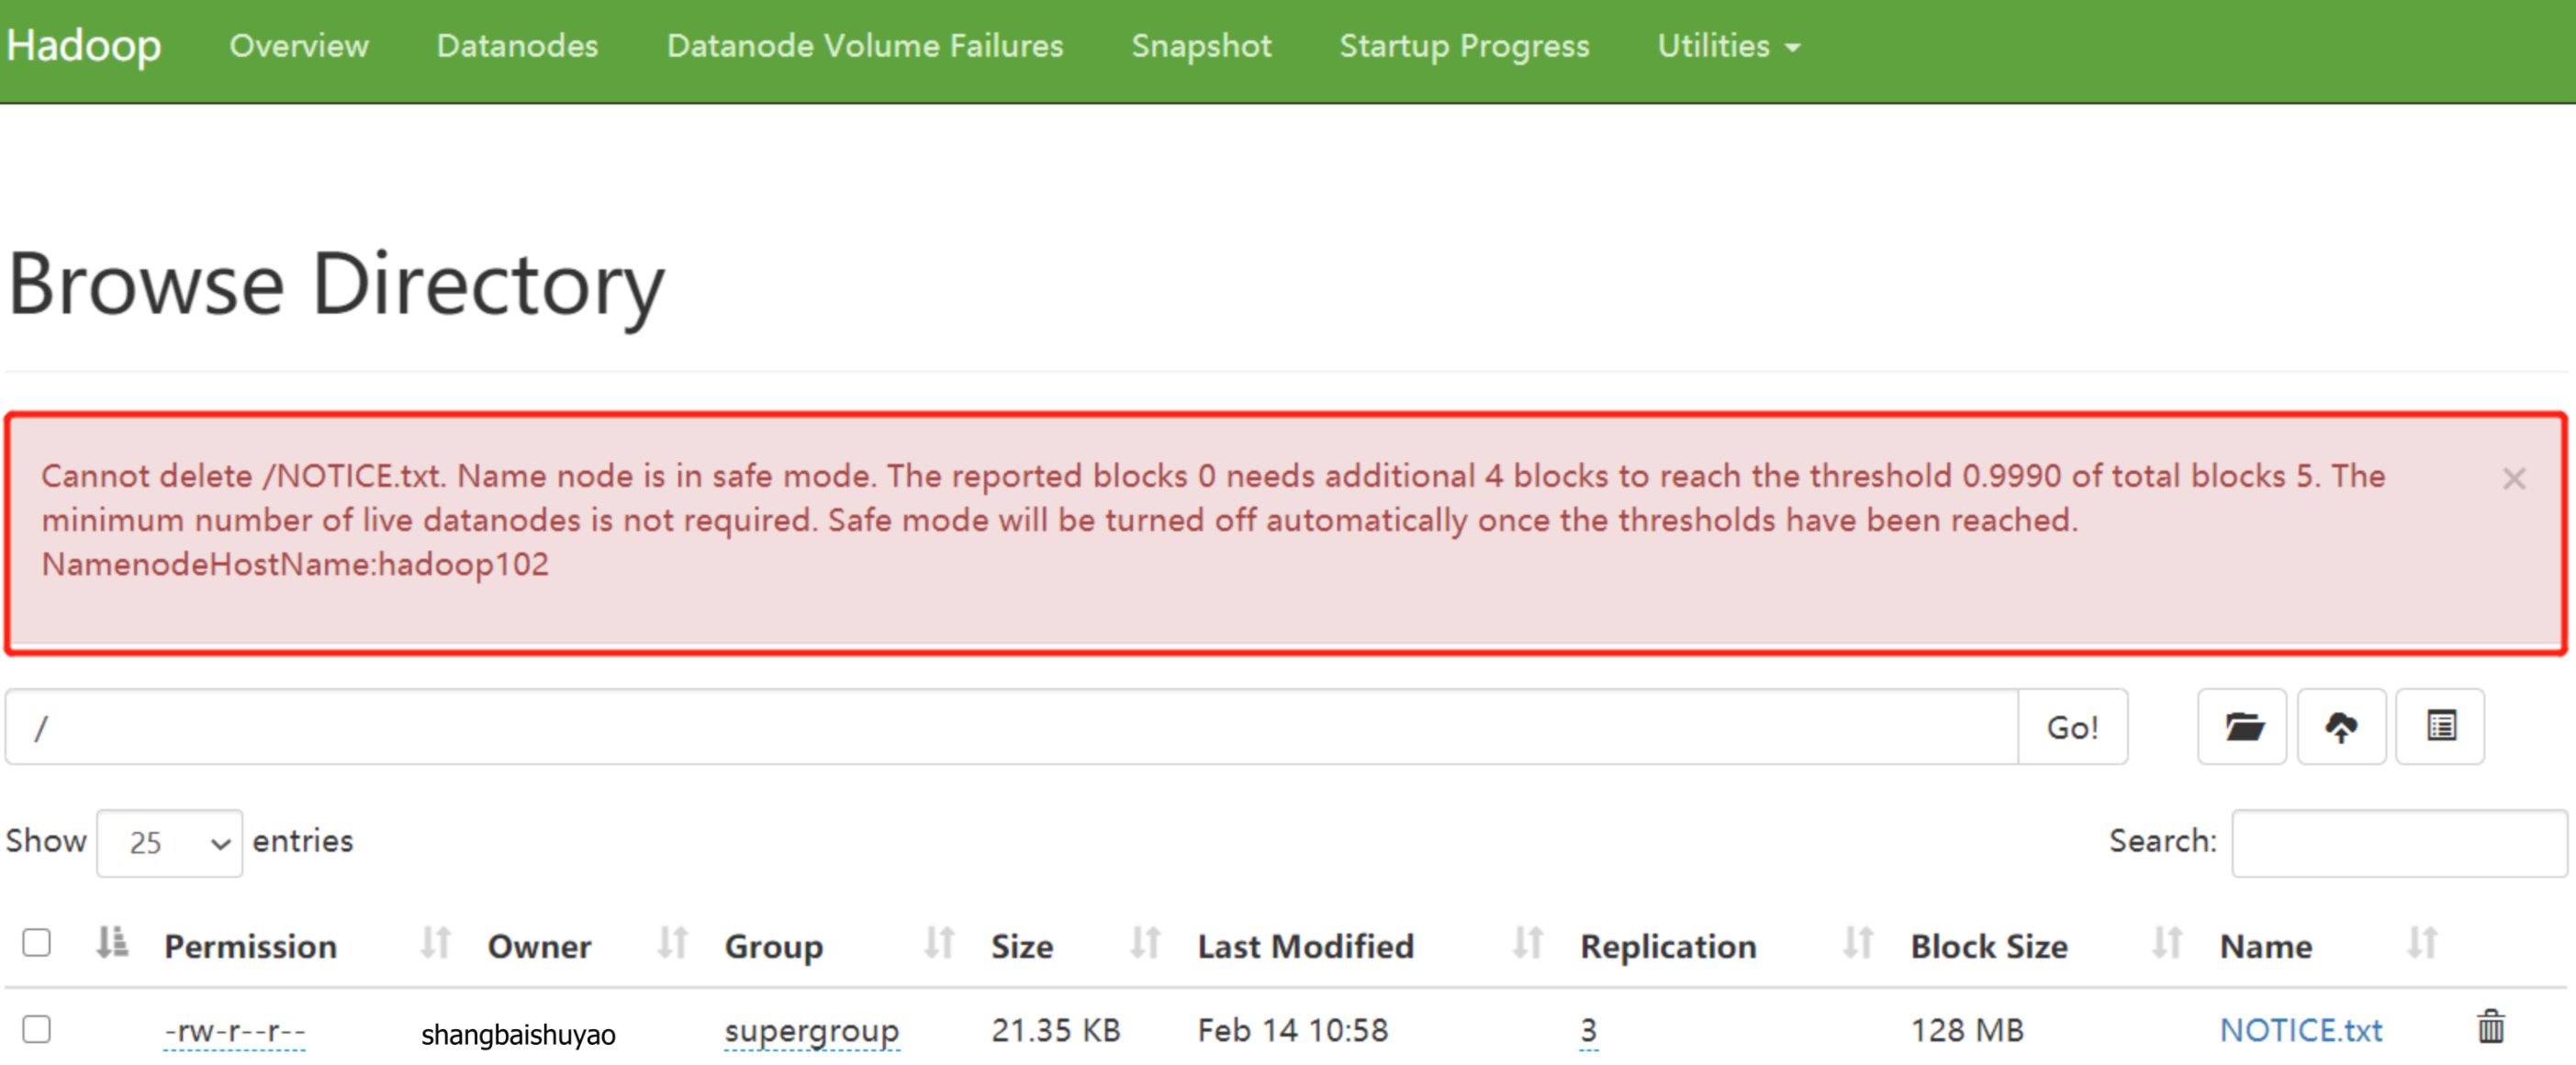 Hadoop Overview Datanodes Datanode Volume Failures Snapshot Startup Progress Utilities
Browse Directory
Cannot delete /NOTICE.txt. Name node is in safe mode. The reported blocks 0 needs additional 4 blocks to reach the threshold 0.9990 of total blocks 5. The
minimum number of live datanodes is not required. Safe mode will be turned off automatically once the thresholds have been reached.
NamenodeHostName:hadoop102
×
/ Go!
Show 25 entries Search:
Permission Owner Group Size Last Modified Replication Block Size Name
-rw-r--r-- shangbaishuyao supergroup 21.35 KB Feb 14 10:58 3 128 MB NOTICE.txt